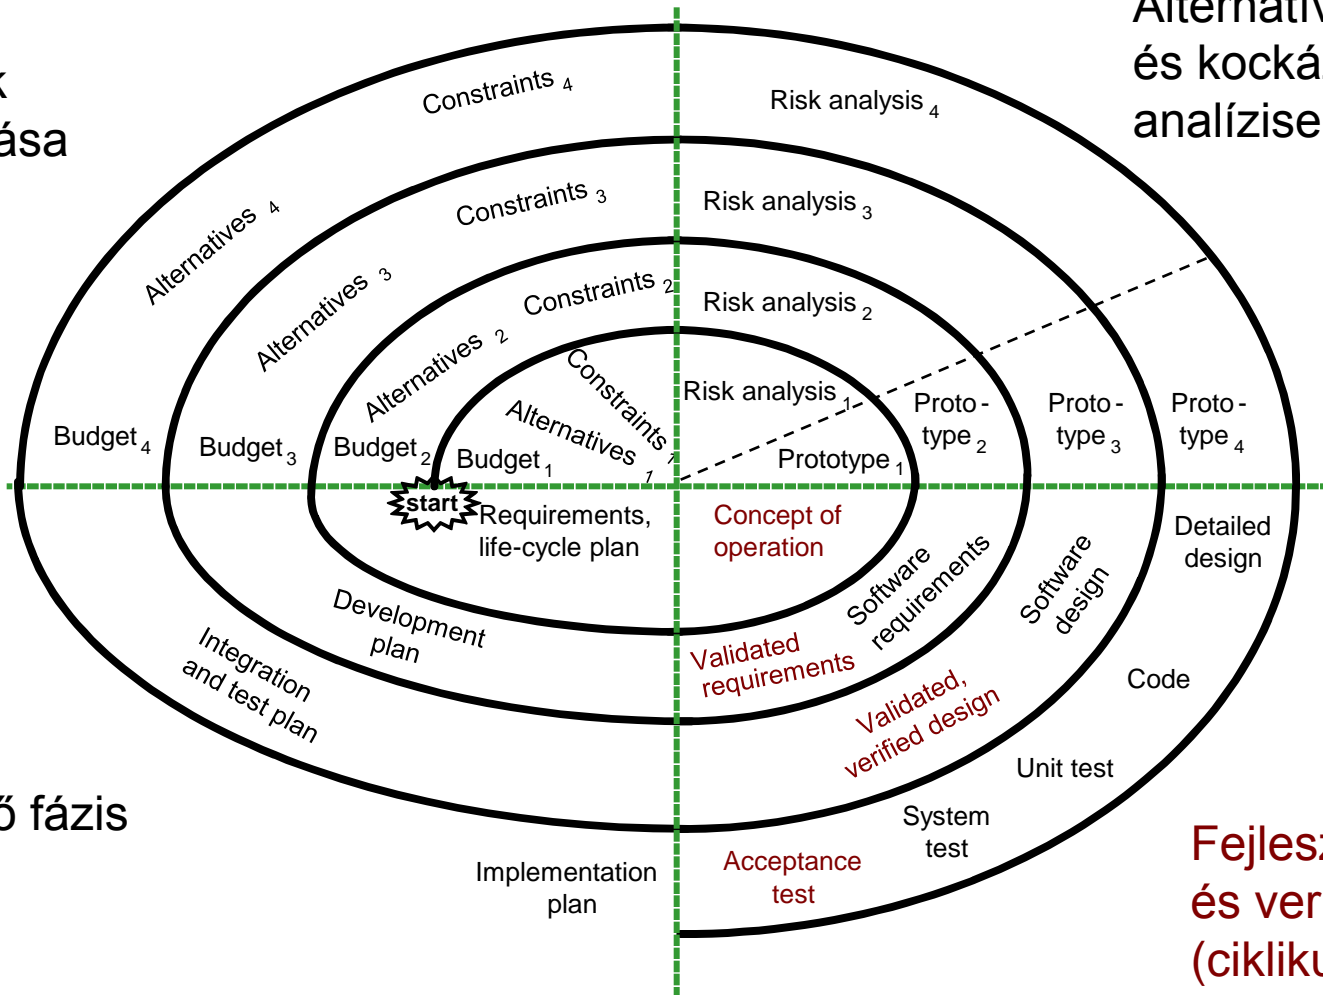 Alternatív
és kocká
analízise
k
ása
Constraints 4
Risk analysis 4
Alternatives 4
Constraints 3
Risk analysis 3
Alternatives 3
Constraints 2
Risk analysis 2
Alternatives 2
Constraints 1
Risk analysis 1
Alternatives 1
Budget 4
Budget 3
Budget 2
Budget 1
Prototype 1
Proto-
type 2
Proto-
type 3
Proto-
type 4
start
Requirements,
life-cycle plan
Concept of
operation
Software
requirements
Software
design
Detailed
design
Development
plan
Validated
requirements
Integration
and test plan
Validated,
verified design
Code
Unit test
System
test
Acceptance
test
Implementation
plan
ő fázis
Fejlesz
és ver
(cikliku